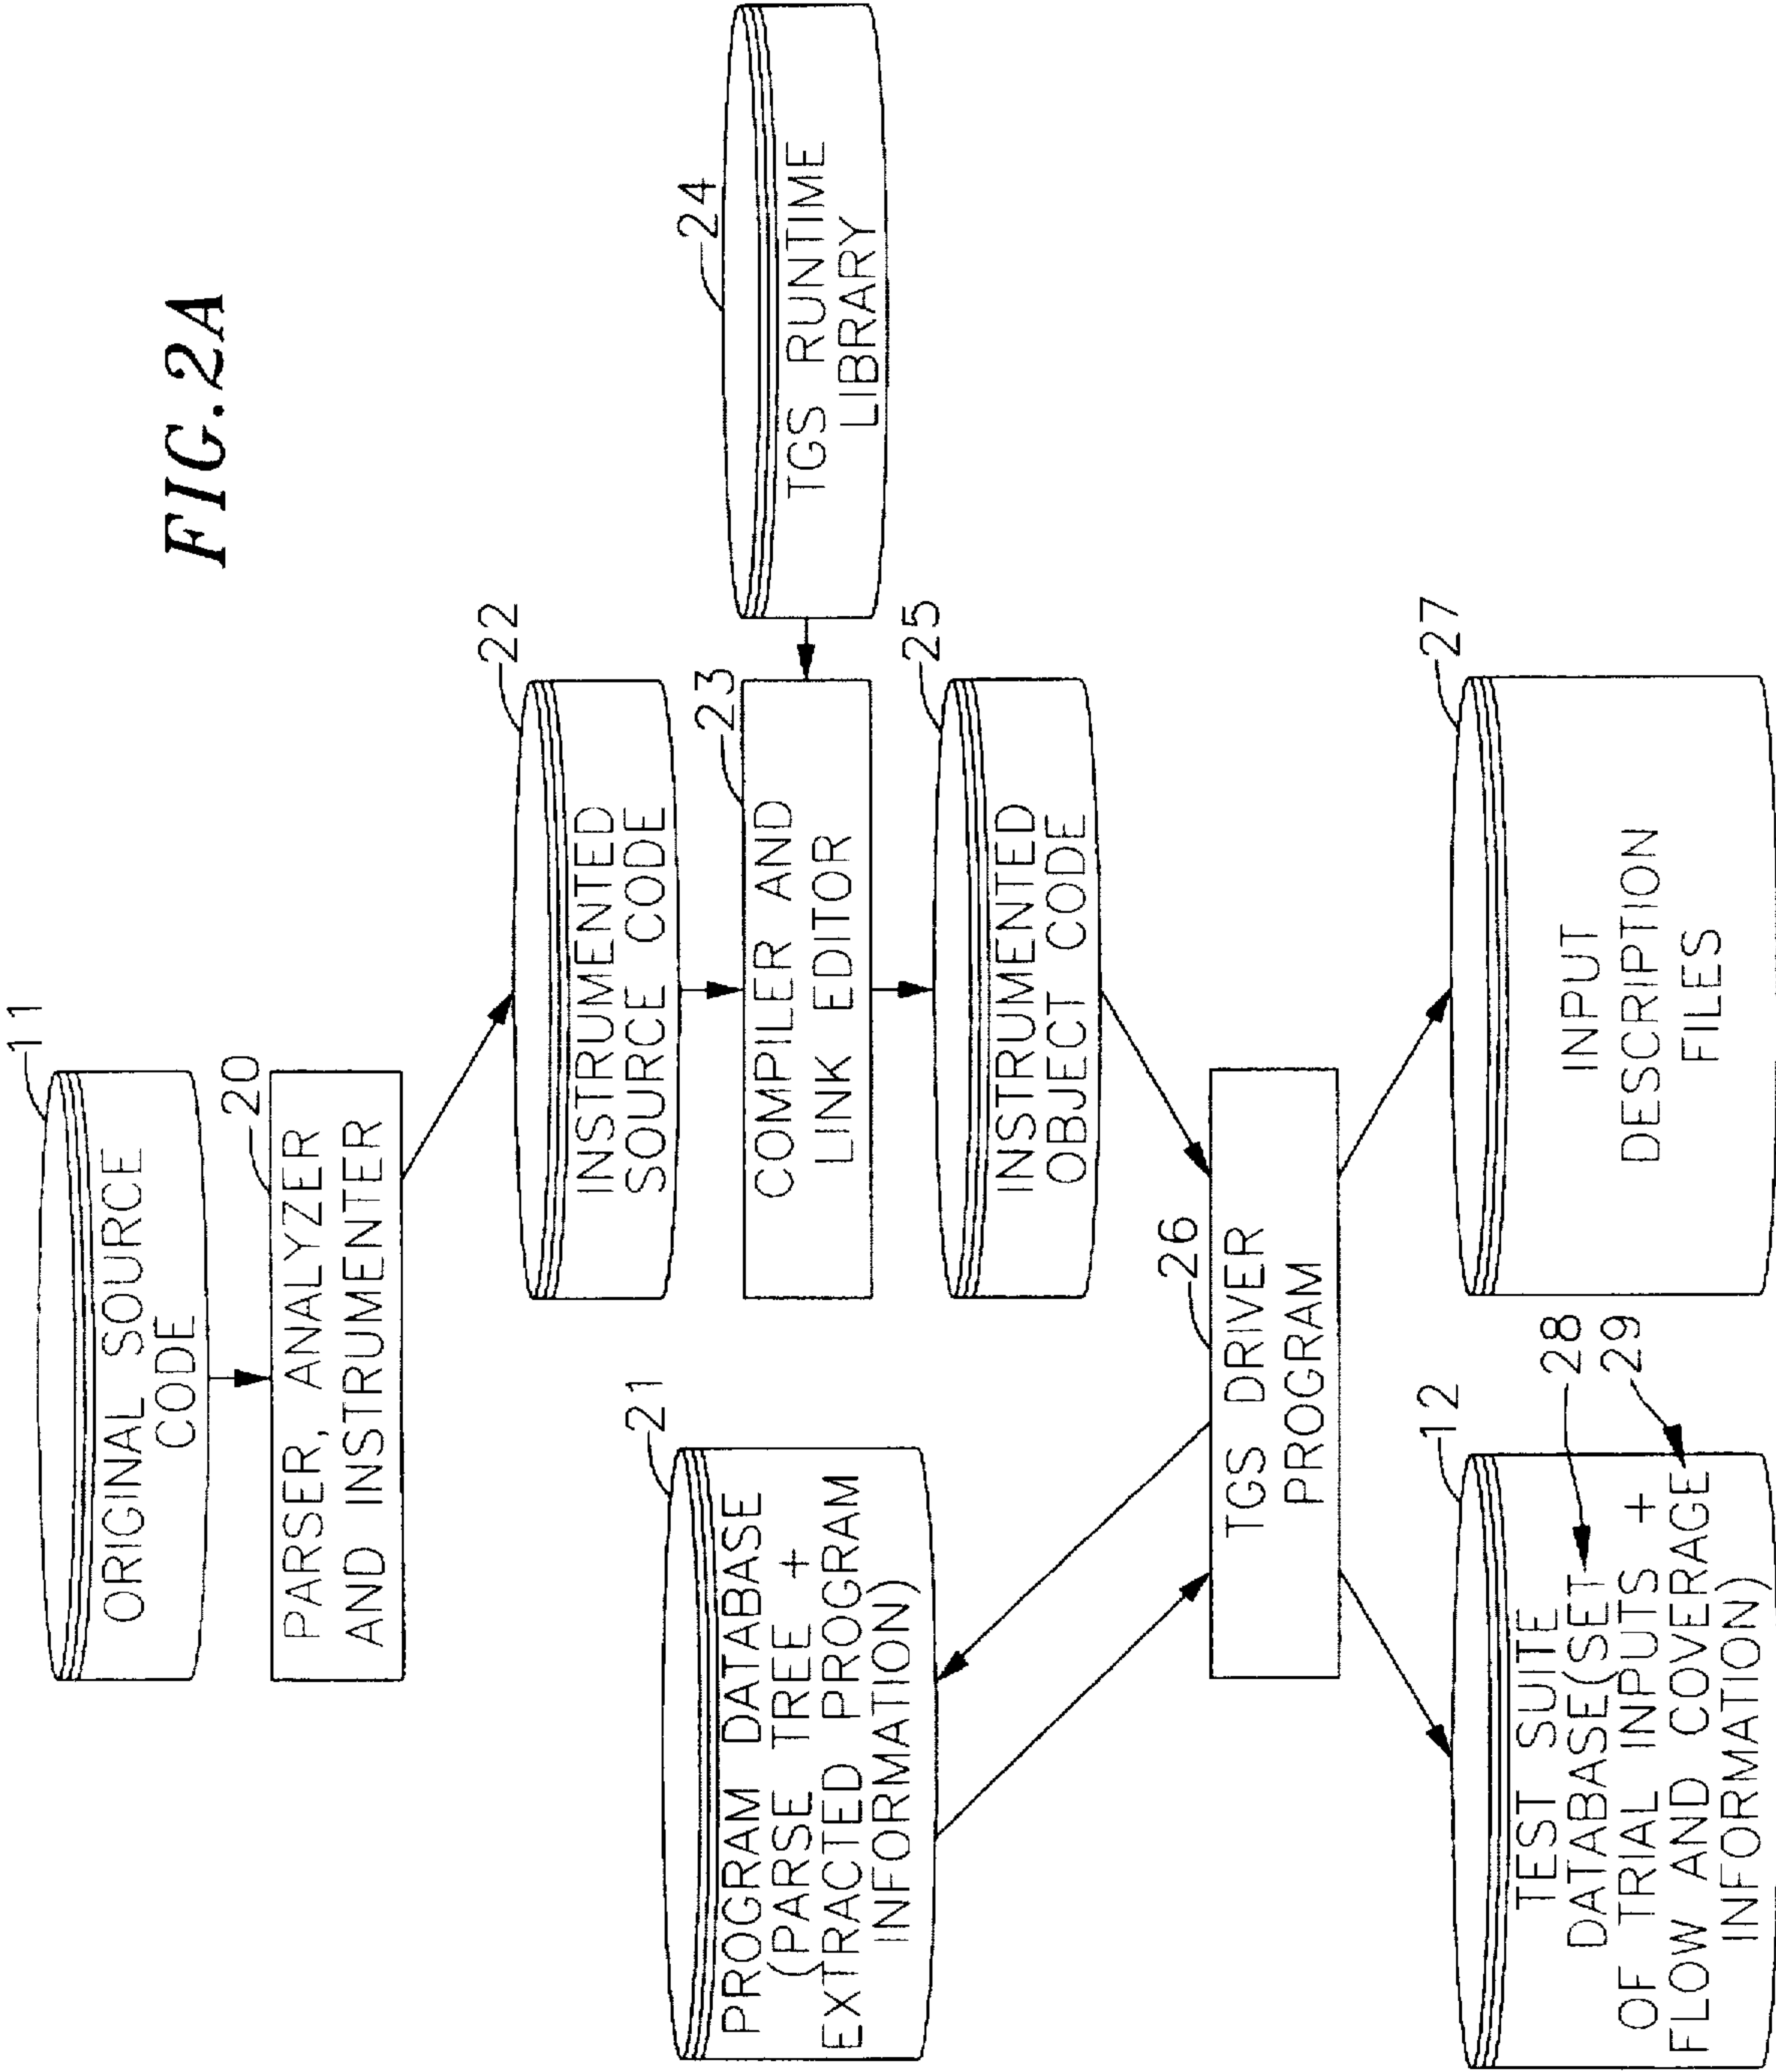 FIG.2A
11
ORIGINAL SOURCE
CODE
20
PARSER, ANALYZER
AND INSTRUMENTER
21
PROGRAM DATABASE
(PARSE TREE +
EXTRACTED PROGRAM
INFORMATION)
22
INSTRUMENTED
SOURCE CODE
23
COMPILER AND
LINK EDITOR
24
TGS RUNTIME
LIBRARY
25
INSTRUMENTED
OBJECT CODE
26
TGS DRIVER
PROGRAM
12
TEST SUITE
DATABASE(SET
OF TRIAL INPUTS +
FLOW AND COVERAGE
INFORMATION)
28
29
27
INPUT
DESCRIPTION
FILES